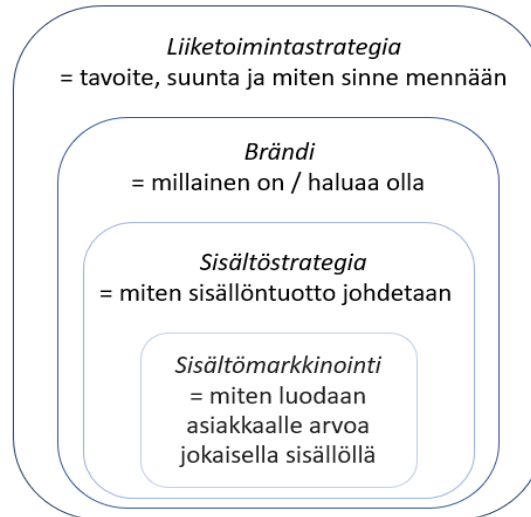 Liiketoimintastrategia
= tavoite, suunta ja miten sinne mennään
Brändi
= millainen on / haluaa olla
Sisältöstrategia
= miten sisällöntuotto johdetaan
Sisältömarkkinointi
= miten luodaan
asiakkaalle arvoa
jokaisella sisällöllä